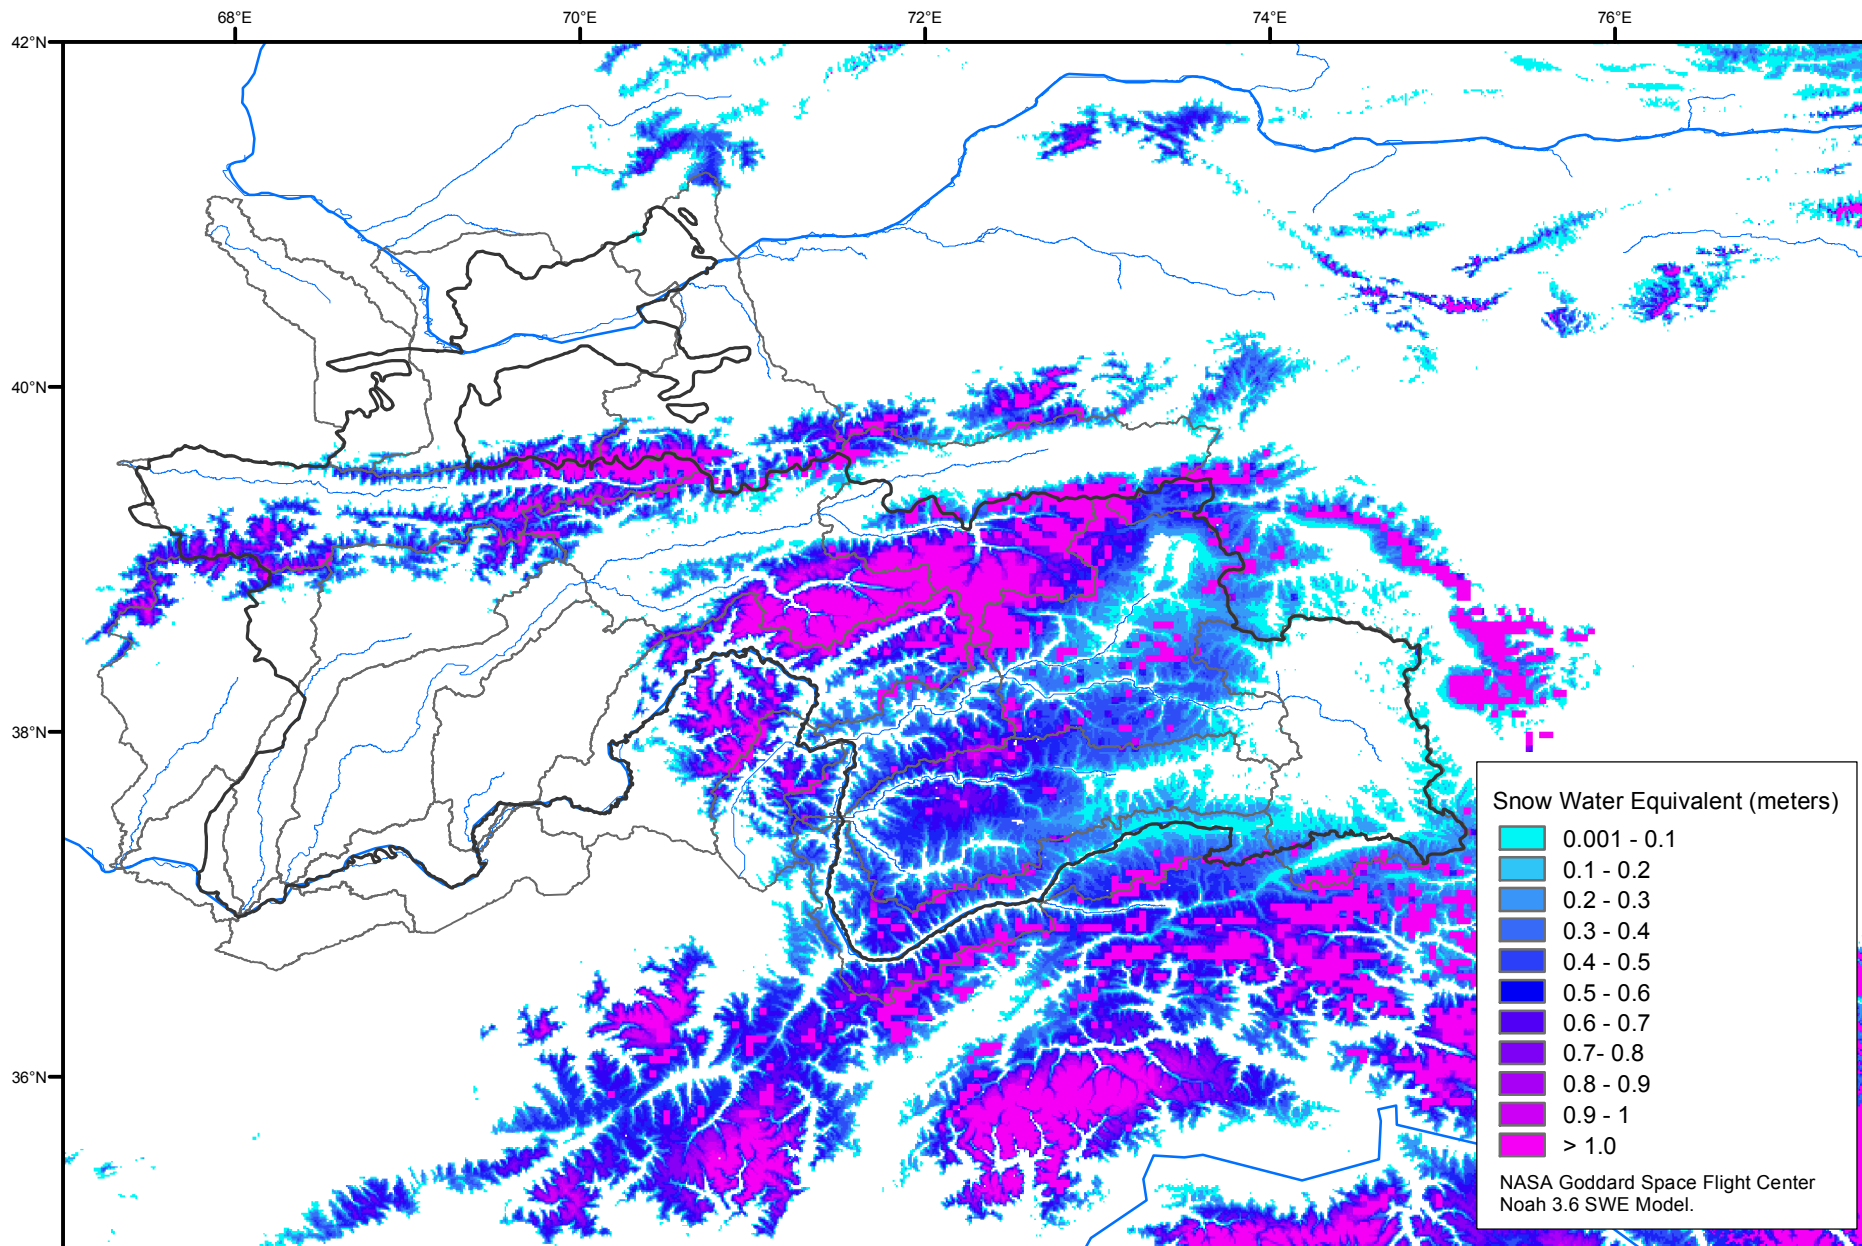 68°E
70°E
72°E
74°E
76°E
42°N
40°N
38°N
36°N
Snow Water Equivalent (meters)
0.001 - 0.1
0.1 - 0.2
0.2 - 0.3
0.3 - 0.4
0.4 - 0.5
0.5 - 0.6
0.6 - 0.7
0.7- 0.8
0.8 - 0.9
0.9 - 1
> 1.0
NASA Goddard Space Flight Center
Noah 3.6 SWE Model.